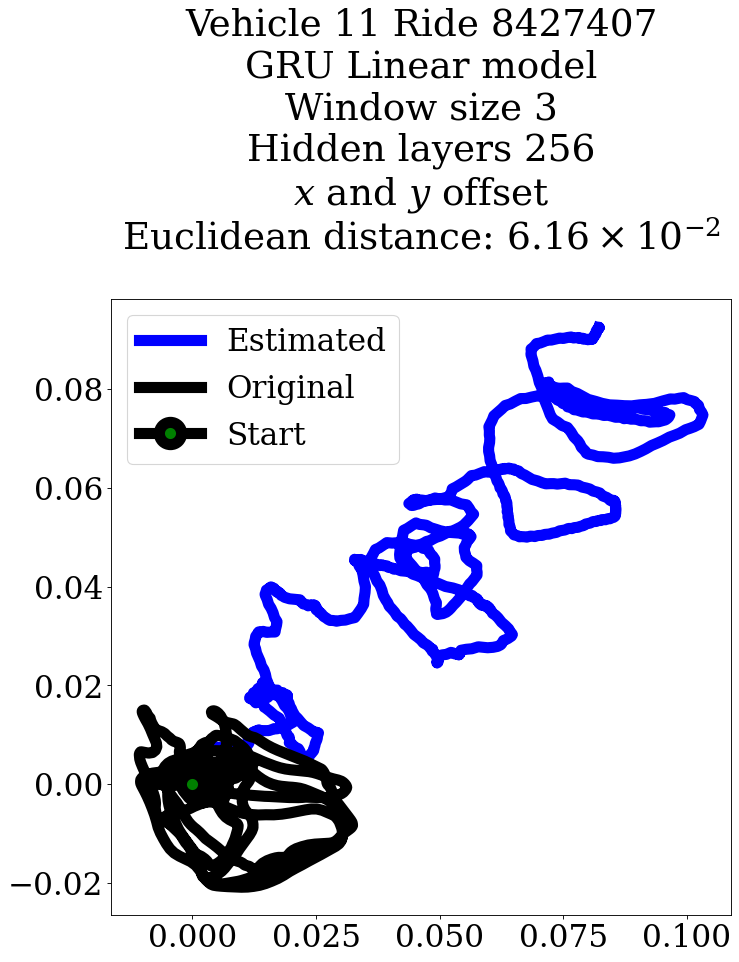 Vehicle 11 Ride 8427407
GRU Linear model
Window size 3
Hidden layers 256
x and y offset
Euclidean distance: 6.16 × 10⁻²
Estimated
Original
Start
0.08
0.06
0.04
0.02
0.00
−0.02
0.000 0.025 0.050 0.075 0.100